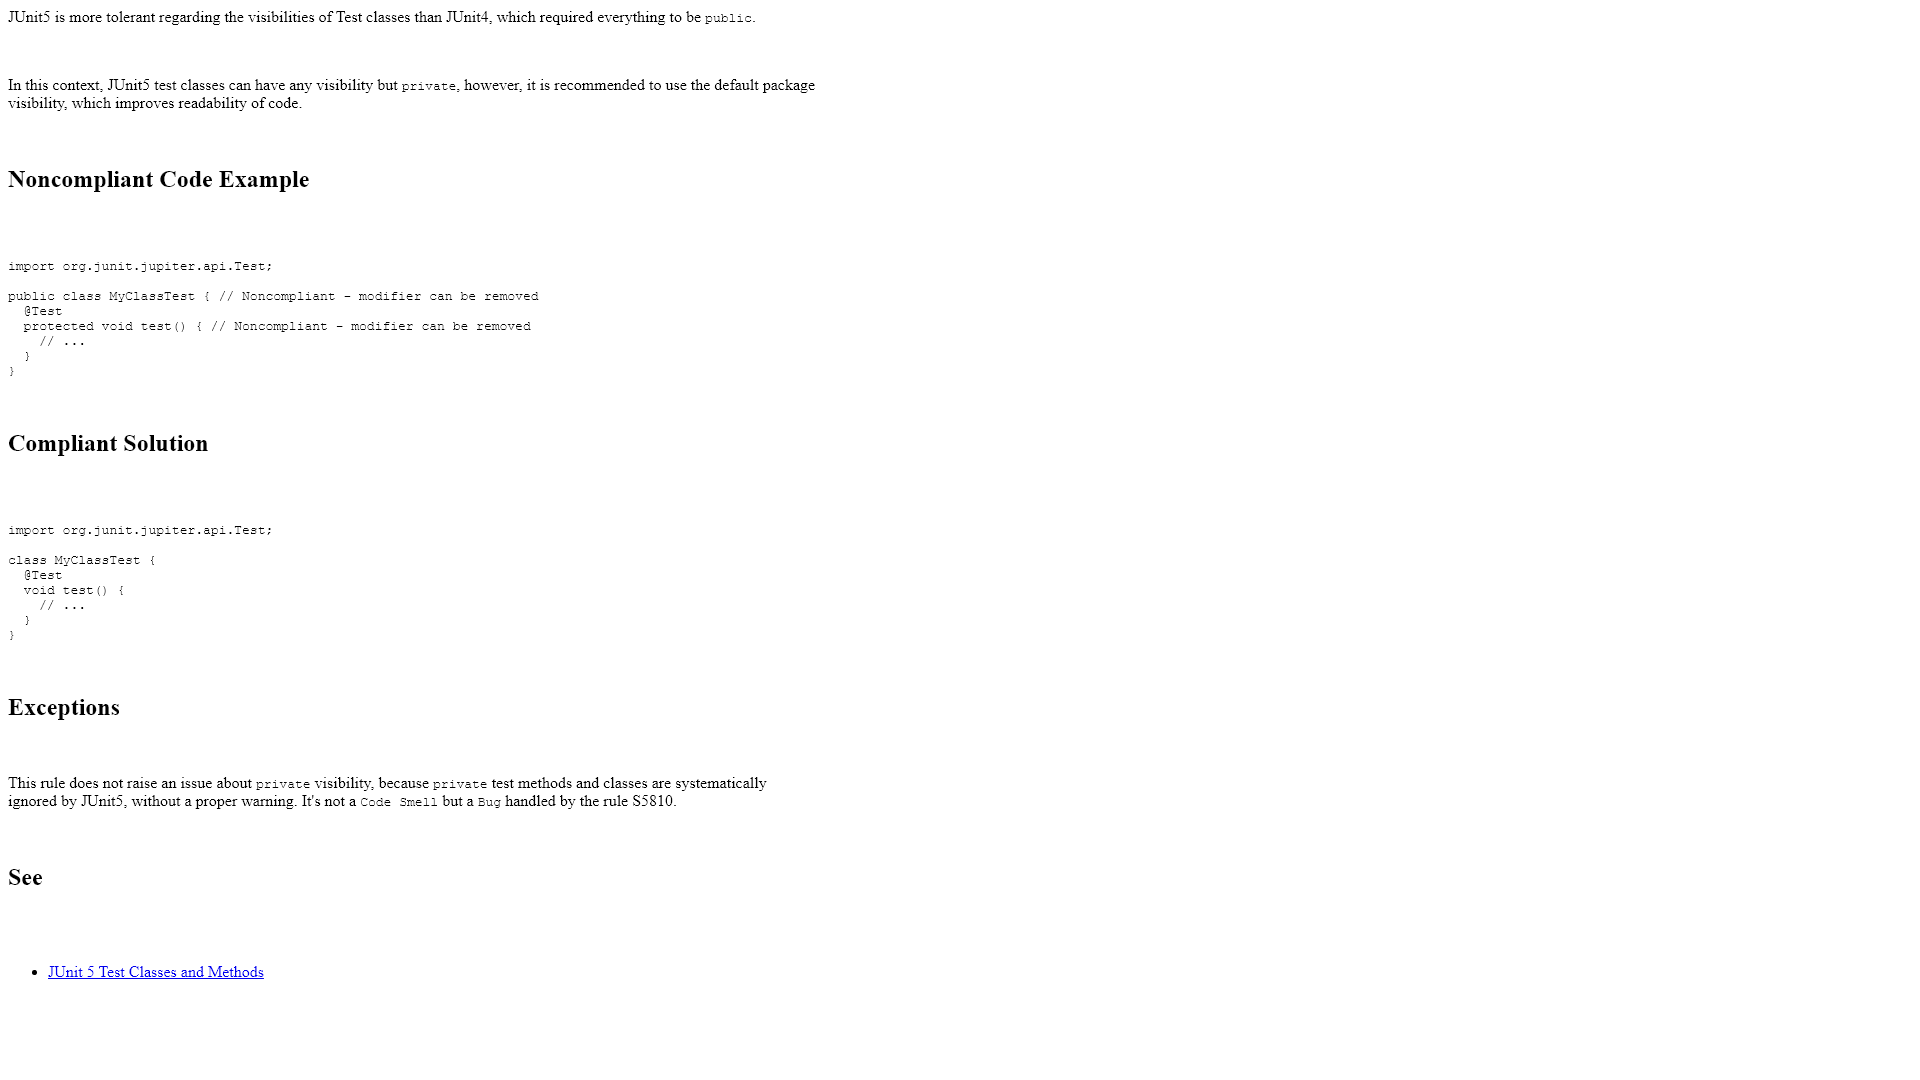 JUnit5 is more tolerant regarding the visibilities of Test classes than JUnit4, which required everything to be public.
In this context, JUnit5 test classes can have any visibility but private, however, it is recommended to use the default package
visibility, which improves readability of code.
Noncompliant Code Example
import org.junit.jupiter.api.Test;
public class MyClassTest { // Noncompliant - modifier can be removed
  @Test
  protected void test() { // Noncompliant - modifier can be removed
    // ...
  }
}
Compliant Solution
import org.junit.jupiter.api.Test;
class MyClassTest {
  @Test
  void test() {
    // ...
  }
}
Exceptions
This rule does not raise an issue about private visibility, because private test methods and classes are systematically
ignored by JUnit5, without a proper warning. It's not a Code Smell but a Bug handled by the rule S5810.
See
• JUnit 5 Test Classes and Methods